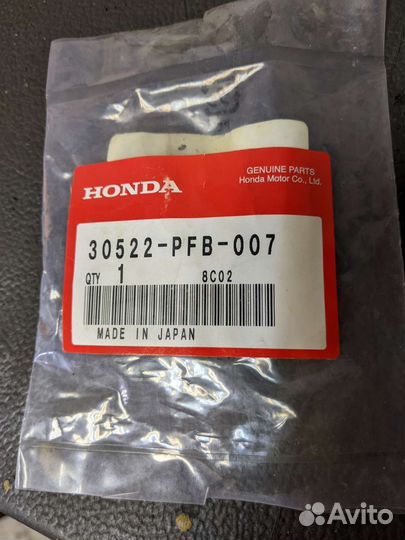 GENUINE PARTS
HONDA Honda Motor Co., Ltd.
30522-PFB-007
QTY 1 8C02
MADE IN JAPAN
Avito